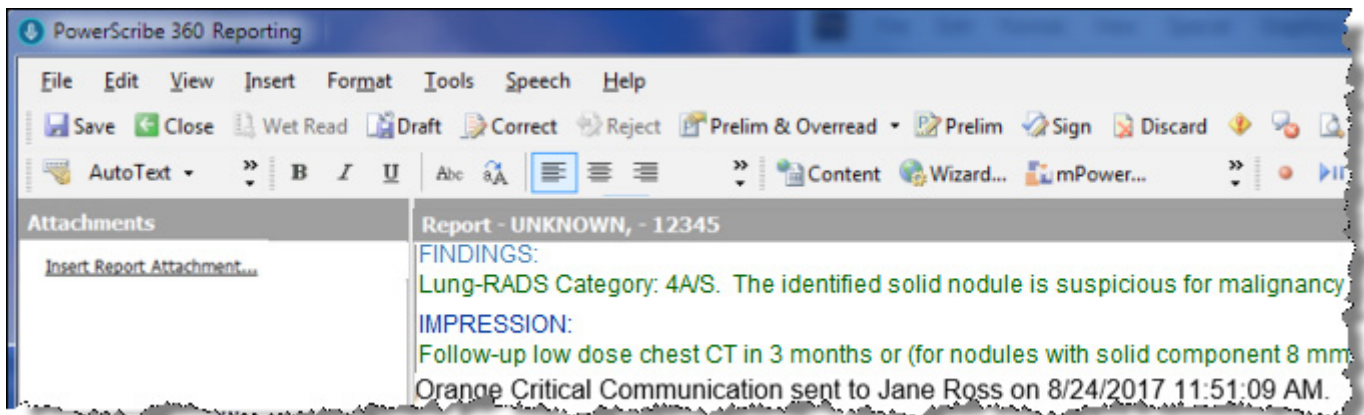 PowerScribe 360 Reporting
File Edit View Insert Format Tools Speech Help
Save Close Wet Read Draft Correct Reject Prelim & Overread Prelim Sign Discard
AutoText B I U Abc Content Wizard... mPower...
Attachments
Report - UNKNOWN, - 12345
Insert Report Attachment...
FINDINGS:
Lung-RADS Category: 4A/S. The identified solid nodule is suspicious for malignancy
IMPRESSION:
Follow-up low dose chest CT in 3 months or (for nodules with solid component 8 mm
Orange Critical Communication sent to Jane Ross on 8/24/2017 11:51:09 AM.